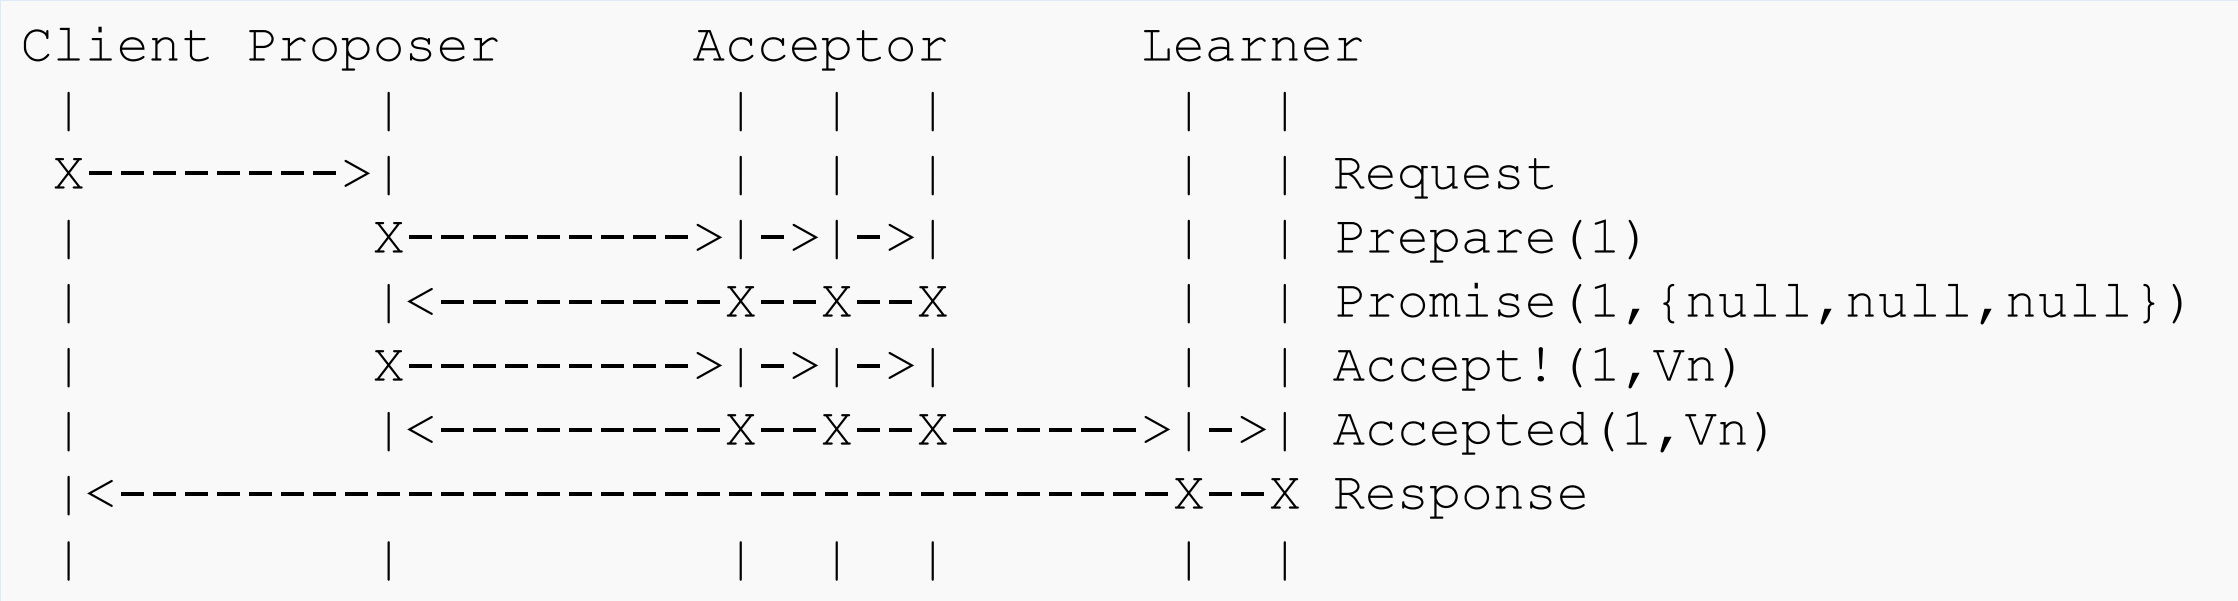 Client Proposer      Acceptor      Learner
 |         |          |  |  |       |  |
 X-------->|          |  |  |       |  | Request
 |         X--------->|->|->|       |  | Prepare(1)
 |         |<---------X--X--X       |  | Promise(1,{null,null,null})
 |         X--------->|->|->|       |  | Accept!(1,Vn)
 |         |<---------X--X--X------>|->| Accepted(1,Vn)
 |<---------------------------------X--X Response
 |         |          |  |  |       |  |